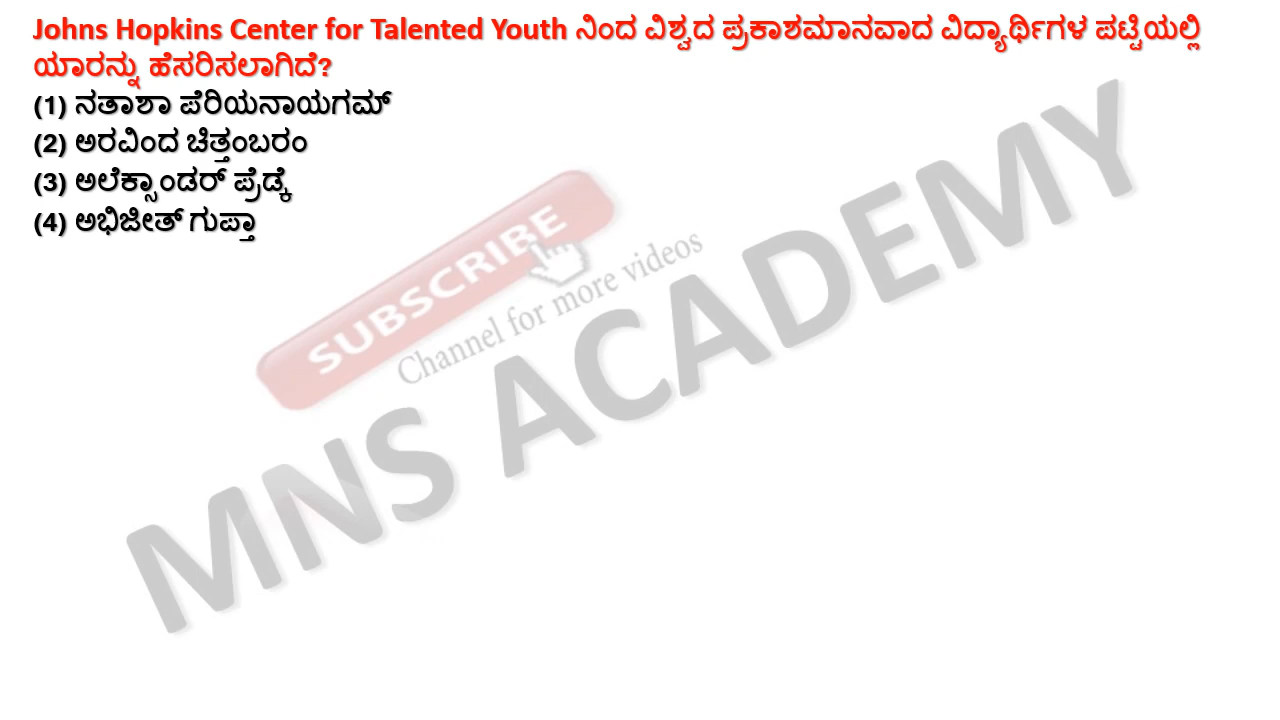 Johns Hopkins Center for Talented Youth ನಿಂದ ವಿಶ್ವದ ಪ್ರಕಾಶಮಾನವಾದ ವಿದ್ಯಾರ್ಥಿಗಳ ಪಟ್ಟಿಯಲ್ಲಿ
ಯಾರನ್ನು ಹೆಸರಿಸಲಾಗಿದೆ?
(1) ನತಾಶಾ ಪೆರಿಯನಾಯಗಮ್
(2) ಅರವಿಂದ ಚಿತ್ತಂಬರಂ
(3) ಅಲೆಕ್ಸಾಂಡರ್ ಪ್ರೆಡ್ಕೆ
(4) ಅಭಿಜೀತ್ ಗುಪ್ತಾ
SUBSCRIBE
Channel for more videos
MNS ACADEMY